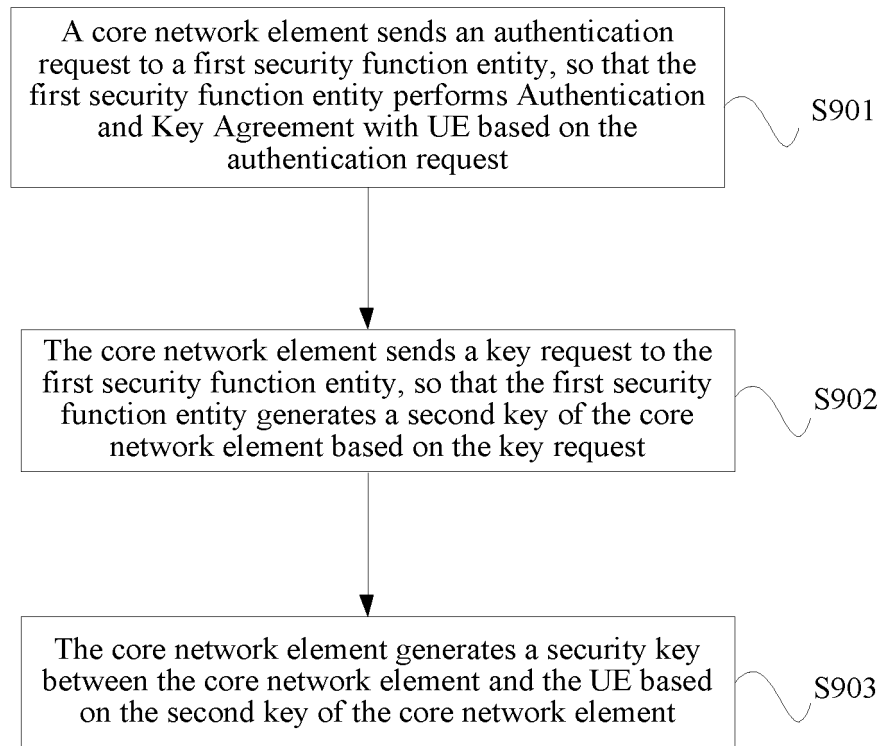 A core network element sends an authentication
request to a first security function entity, so that the
first security function entity performs Authentication
and Key Agreement with UE based on the
authentication request
S901
The core network element sends a key request to the
first security function entity, so that the first security
function entity generates a second key of the core
network element based on the key request
S902
The core network element generates a security key
between the core network element and the UE based
on the second key of the core network element
S903